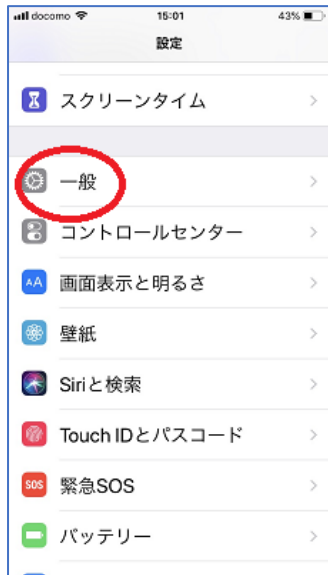 docomo 15:01 43%
設定
スクリーンタイム
一般
コントロールセンター
AA 画面表示と明るさ
壁紙
Siriと検索
Touch IDとパスコード
SOS 緊急SOS
バッテリー